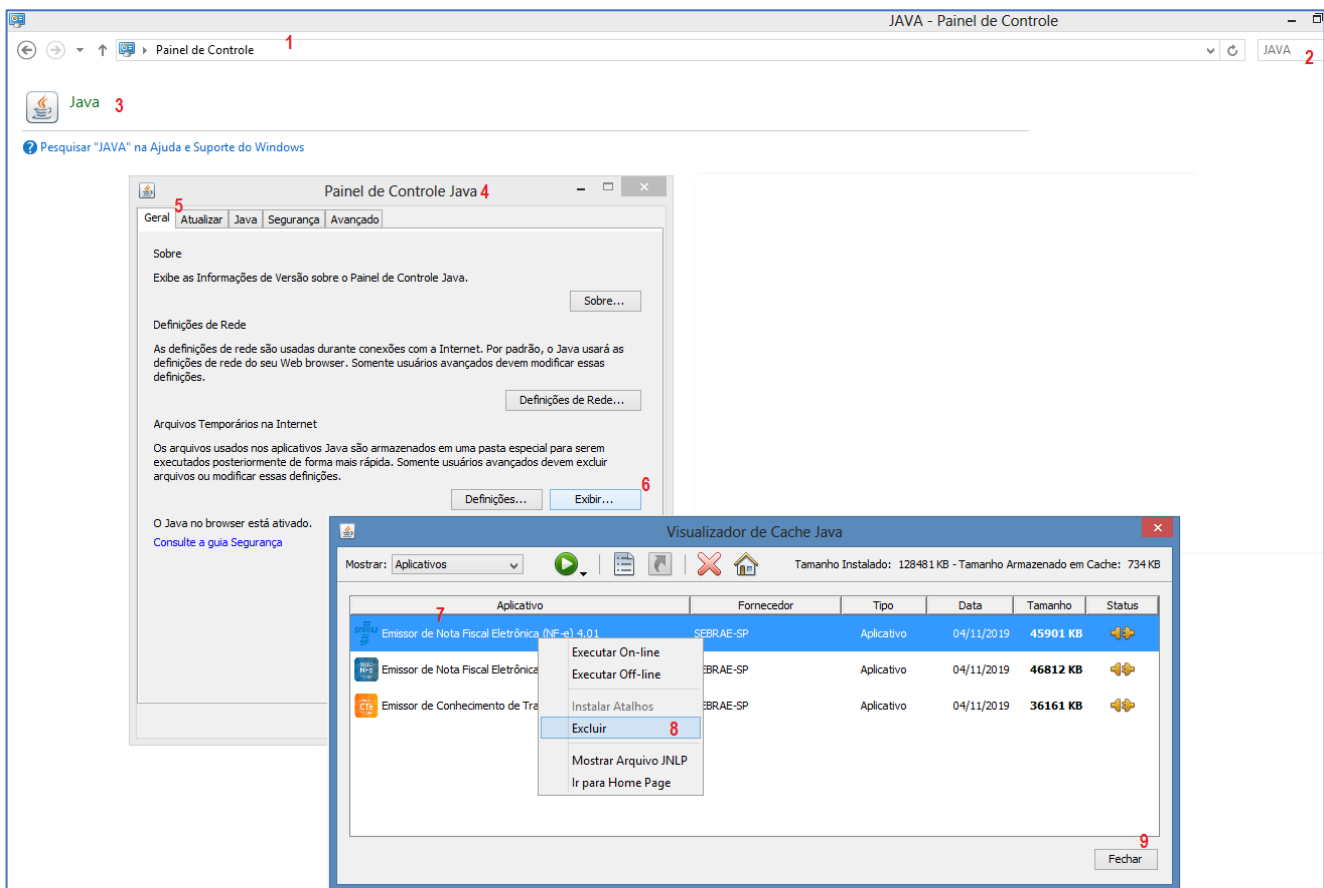 JAVA - Painel de Controle
Painel de Controle 1
JAVA 2
Java 3
Pesquisar "JAVA" na Ajuda e Suporte do Windows
Painel de Controle Java 4
5
Geral Atualizar Java Segurança Avançado
Sobre
Exibe as Informações de Versão sobre o Painel de Controle Java.
Sobre...
Definições de Rede
As definições de rede são usadas durante conexões com a Internet. Por padrão, o Java usará as
definições de rede do seu Web browser. Somente usuários avançados devem modificar essas
definições.
Definições de Rede...
Arquivos Temporários na Internet
Os arquivos usados nos aplicativos Java são armazenados em uma pasta especial para serem
executados posteriormente de forma mais rápida. Somente usuários avançados devem excluir
arquivos ou modificar essas definições.
6
Definições... Exibir...
O Java no browser está ativado.
Consulte a guia Segurança
Visualizador de Cache Java
Mostrar: Aplicativos Tamanho Instalado: 128481 KB - Tamanho Armazenado em Cache: 734 KB
Aplicativo Fornecedor Tipo Data Tamanho Status
7
Emissor de Nota Fiscal Eletrônica (NF-e) 4.01 SEBRAE-SP Aplicativo 04/11/2019 45901 KB
Emissor de Nota Fiscal Eletrônica EBRAE-SP Aplicativo 04/11/2019 46812 KB
Emissor de Conhecimento de Tra EBRAE-SP Aplicativo 04/11/2019 36161 KB
Executar On-line
Executar Off-line
Instalar Atalhos
Excluir 8
Mostrar Arquivo JNLP
Ir para Home Page
9
Fechar